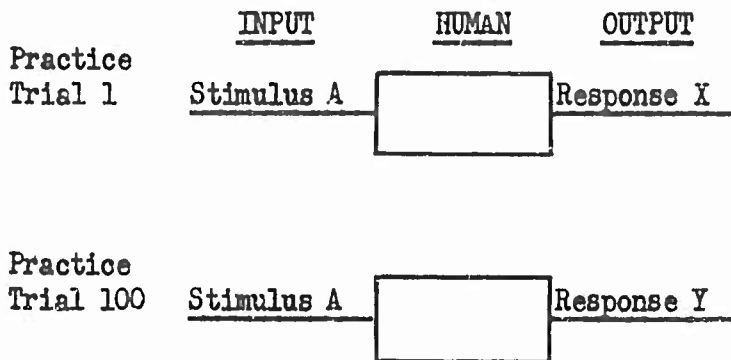 INPUT HUMAN OUTPUT
Practice
Trial 1 Stimulus A Response X
Practice
Trial 100 Stimulus A Response Y